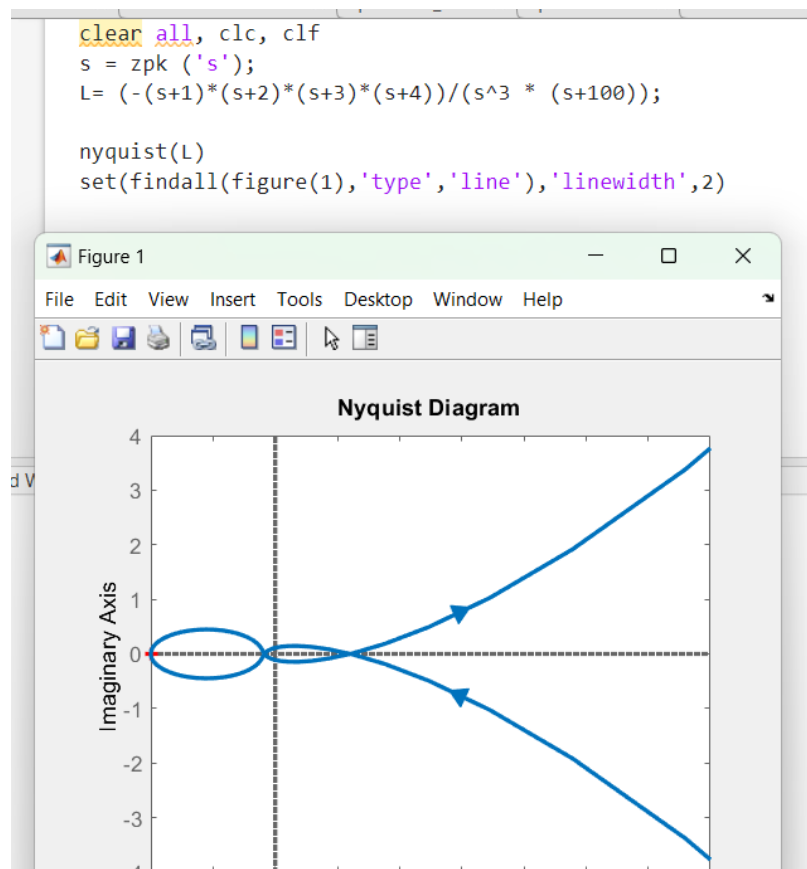 clear all, clc, clf
s = zpk ('s');
L= (-(s+1)*(s+2)*(s+3)*(s+4))/(s^3 * (s+100));
nyquist(L)
set(findall(figure(1),'type','line'),'linewidth',2)
Figure 1
File Edit View Insert Tools Desktop Window Help
Nyquist Diagram
4
3
2
1
0
-1
-2
-3
Imaginary Axis
d W